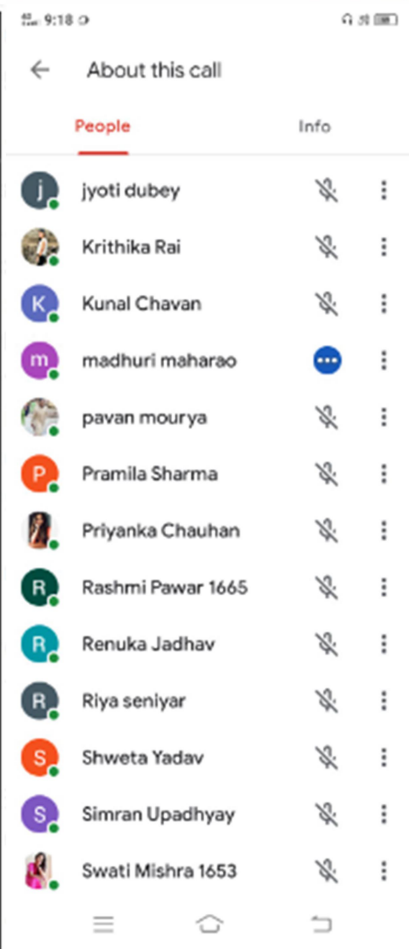 9:18
About this call
People Info
j jyoti dubey
Krithika Rai
K Kunal Chavan
m madhuri maharao
pavan mourya
P Pramila Sharma
Priyanka Chauhan
R Rashmi Pawar 1665
R Renuka Jadhav
R Riya seniyar
S Shweta Yadav
S Simran Upadhyay
Swati Mishra 1653